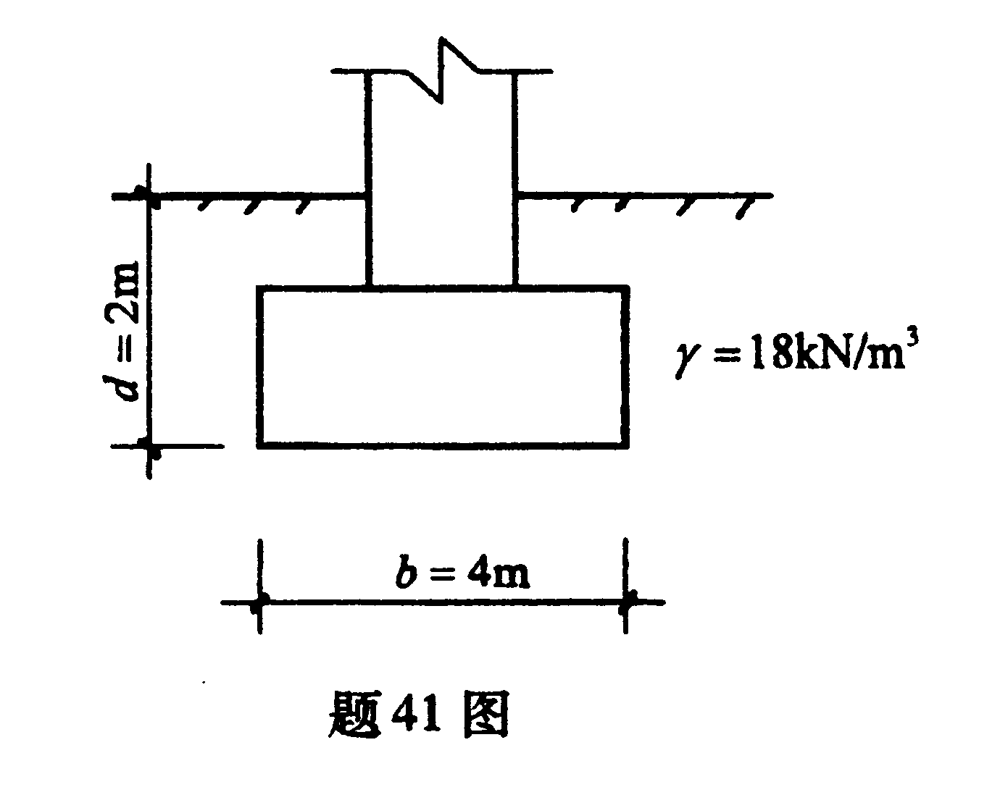 d = 2m
γ = 18kN/m³
b = 4m
题 41 图